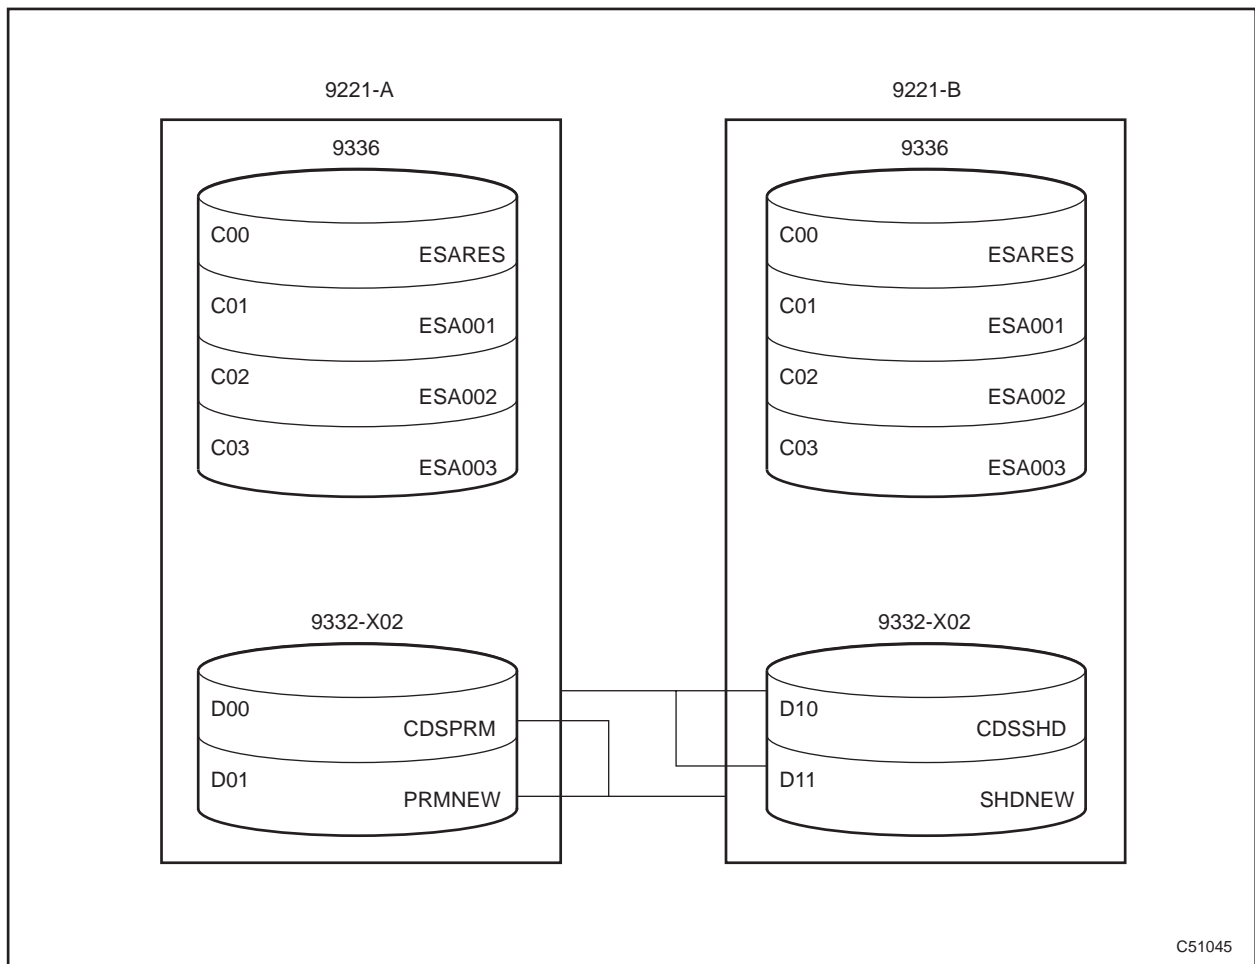 9221-A
9221-B
9336
9336
C00
ESARES
C01
ESA001
C02
ESA002
C03
ESA003
C00
ESARES
C01
ESA001
C02
ESA002
C03
ESA003
9332-X02
9332-X02
D00
CDSPRM
D01
PRMNEW
D10
CDSSHD
D11
SHDNEW
C51045